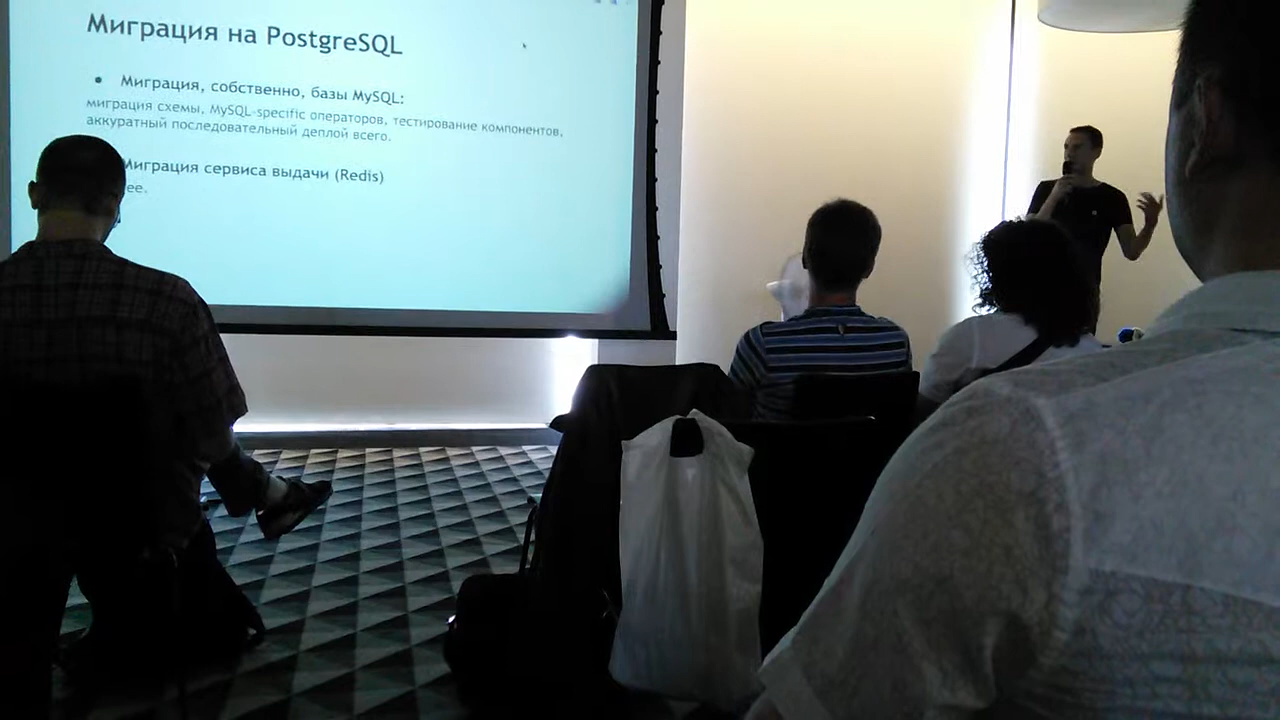 Миграция на PostgreSQL
• Миграция, собственно, базы MySQL:
миграция схемы, MySQL-specific операторов, тестирование компонентов,
аккуратный последовательный деплой всего.
Миграция сервиса выдачи (Redis)
ее.